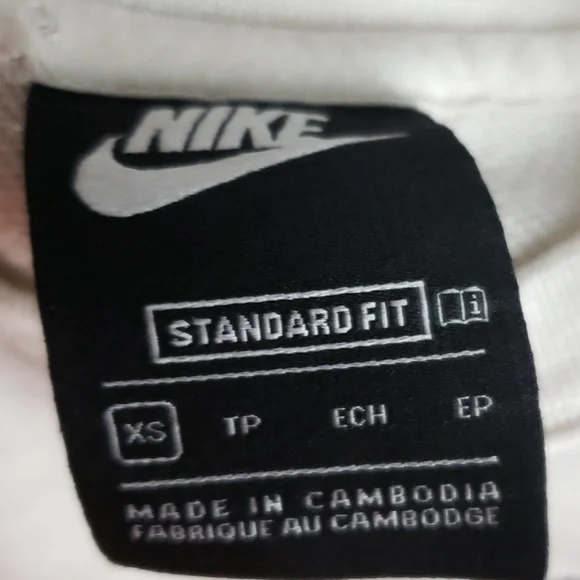 NIKE
STANDARD FIT i
XS TP ECH EP
MADE IN CAMBODIA
FABRIQUE AU CAMBODGE